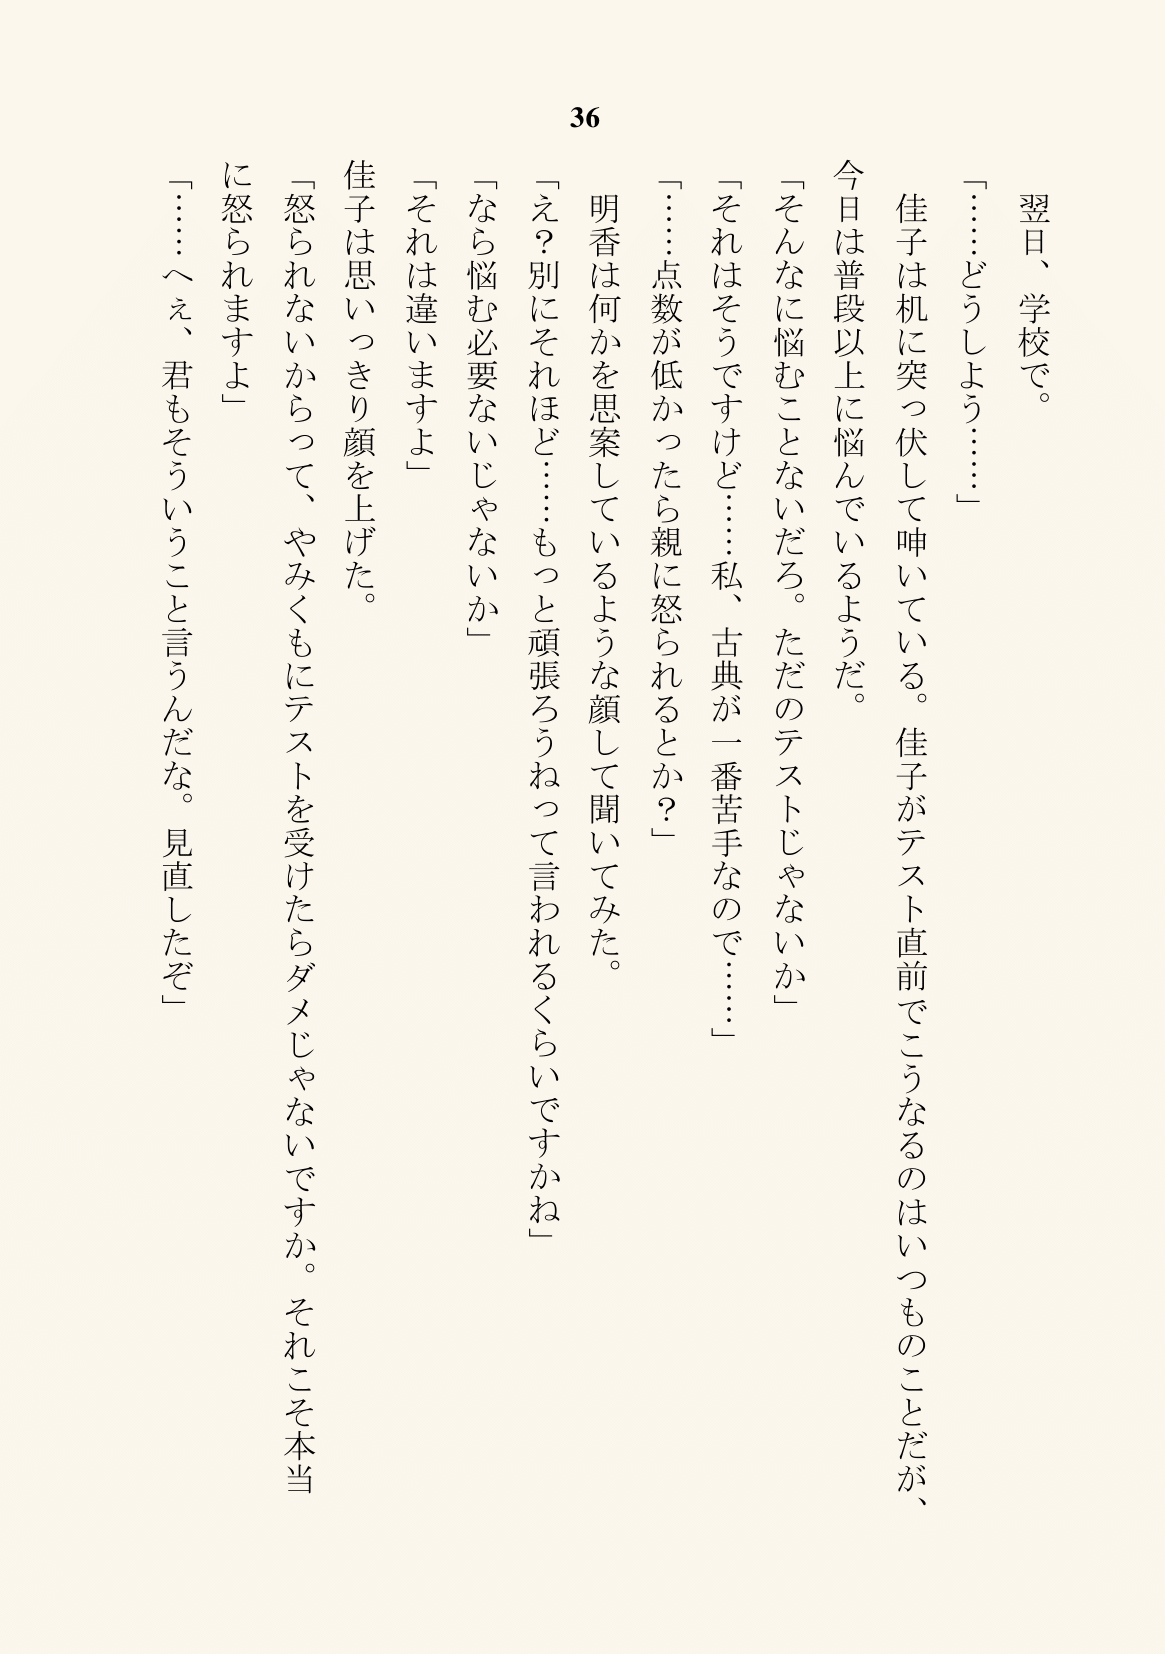 36
翌日、学校で。
「……どうしよう……」
佳子は机に突っ伏して呻いている。佳子がテスト直前でこうなるのはいつものことだが、
今日は普段以上に悩んでいるようだ。
「そんなに悩むことないだろ。ただのテストじゃないか」
「それはそうですけど……私、古典が一番苦手なので……」
「……点数が低かったら親に怒られるとか？」
明香は何かを思案しているような顔して聞いてみた。
「え？別にそれほど……もっと頑張ろうねって言われるくらいですかね」
「なら悩む必要ないじゃないか」
「それは違いますよ」
佳子は思いっきり顔を上げた。
「怒られないからって、やみくもにテストを受けたらダメじゃないですか。それこそ本当
に怒られますよ」
「……へぇ、君もそういうこと言うんだな。見直したぞ」